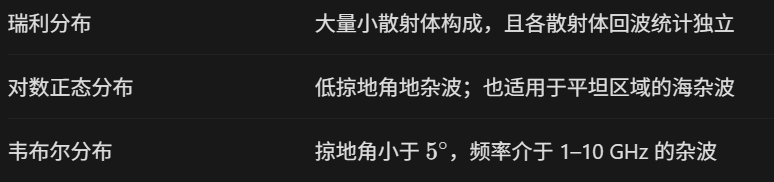 瑞利分布 大量小散射体构成，且各散射体回波统计独立
对数正态分布 低掠地角地杂波；也适用于平坦区域的海杂波
韦布尔分布 掠地角小于 5°，频率介于 1–10 GHz 的杂波